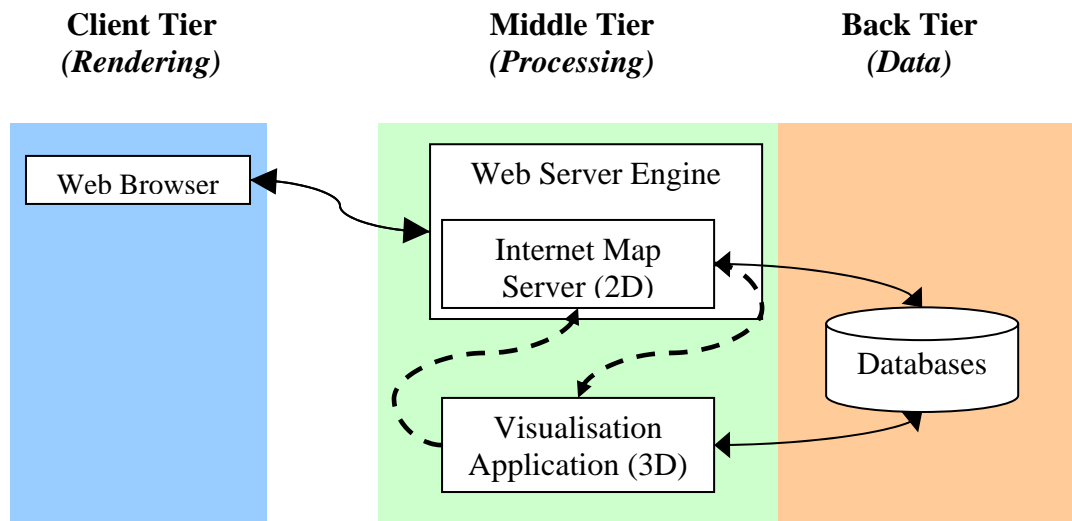 Client Tier
(Rendering)
Middle Tier
(Processing)
Back Tier
(Data)
Web Browser
Web Server Engine
Internet Map
Server (2D)
Databases
Visualisation
Application (3D)